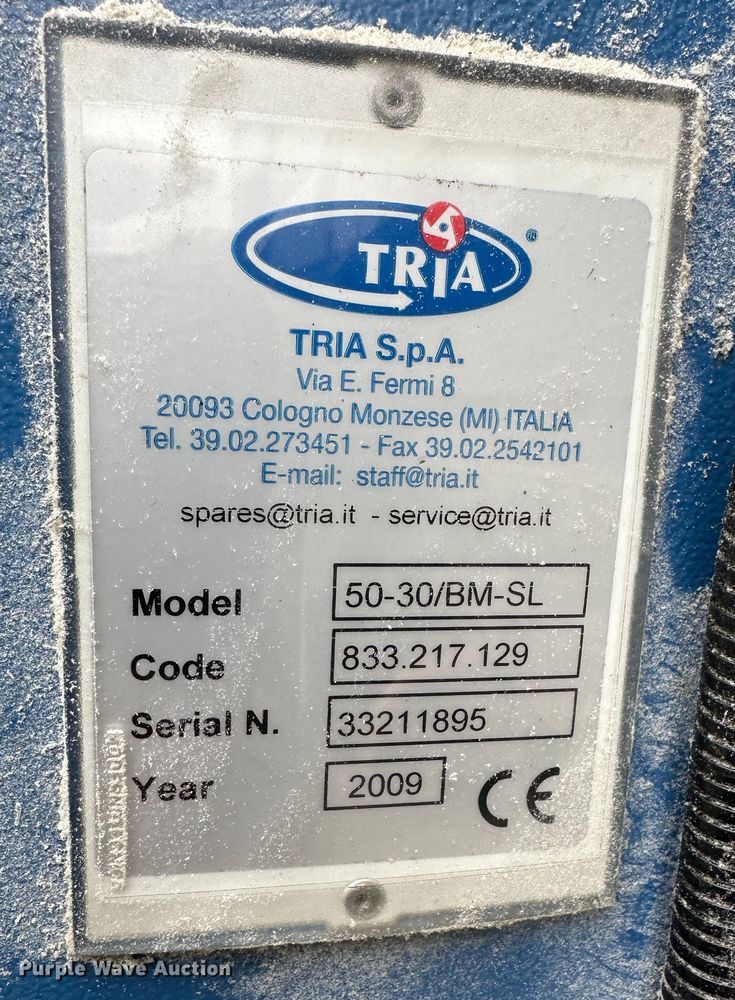 TRIA
®
TRIA S.p.A.
Via E. Fermi 8
20093 Cologno Monzese (MI) ITALIA
Tel. 39.02.273451 - Fax 39.02.2542101
E-mail: staff@tria.it
spares@tria.it - service@tria.it
Model 50-30/BM-SL
Code 833.217.129
Serial N. 33211895
Year 2009 CE
Purple Wave Auction